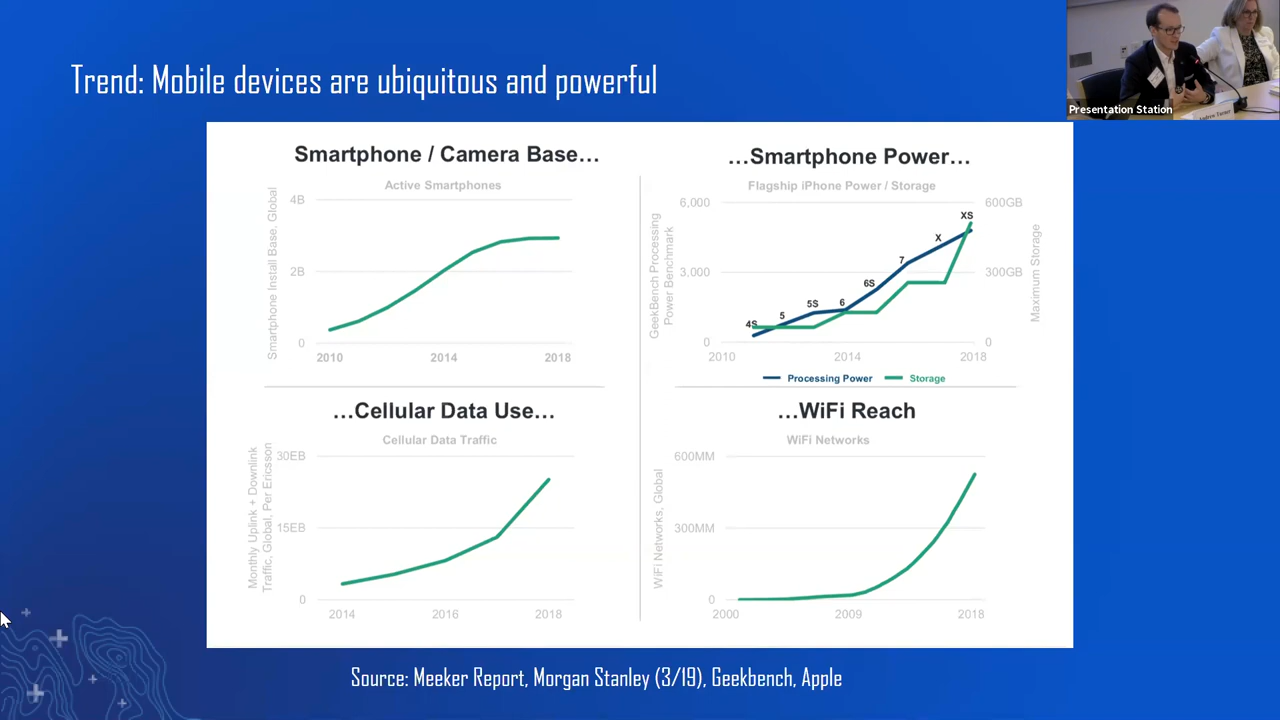 Trend: Mobile devices are ubiquitous and powerful
Presentation Station
Andrew Turner
Smartphone / Camera Base…
Active Smartphones
Smartphone Install Base, Global
4B
2B
0
2010
2014
2018
…Smartphone Power…
Flagship iPhone Power / Storage
GeekBench Processing
Power Benchmark
6,000
3,000
0
600GB
300GB
0
Maximum Storage
4S
5
5S
6
6S
7
X
XS
2010
2014
2018
Processing Power
Storage
…Cellular Data Use…
Cellular Data Traffic
Monthly Uplink + Downlink
Traffic, Global, Per Ericsson
30EB
15EB
0
2014
2016
2018
…WiFi Reach
WiFi Networks
WiFi Networks, Global
600MM
300MM
0
2000
2009
2018
Source: Meeker Report, Morgan Stanley (3/19), Geekbench, Apple